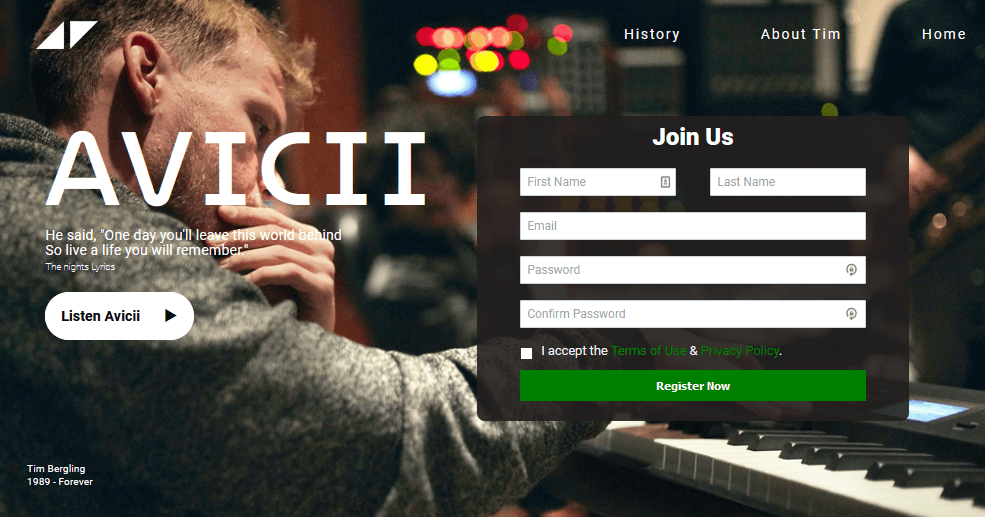 History
About Tim
Home
AVICII
He said, "One day you'll leave this world behind
So live a life you will remember."
The nights Lyrics
Listen Avicii
Join Us
First Name
Last Name
Email
Password
Confirm Password
I accept the Terms of Use & Privacy Policy.
Register Now
Tim Bergling
1989 - Forever